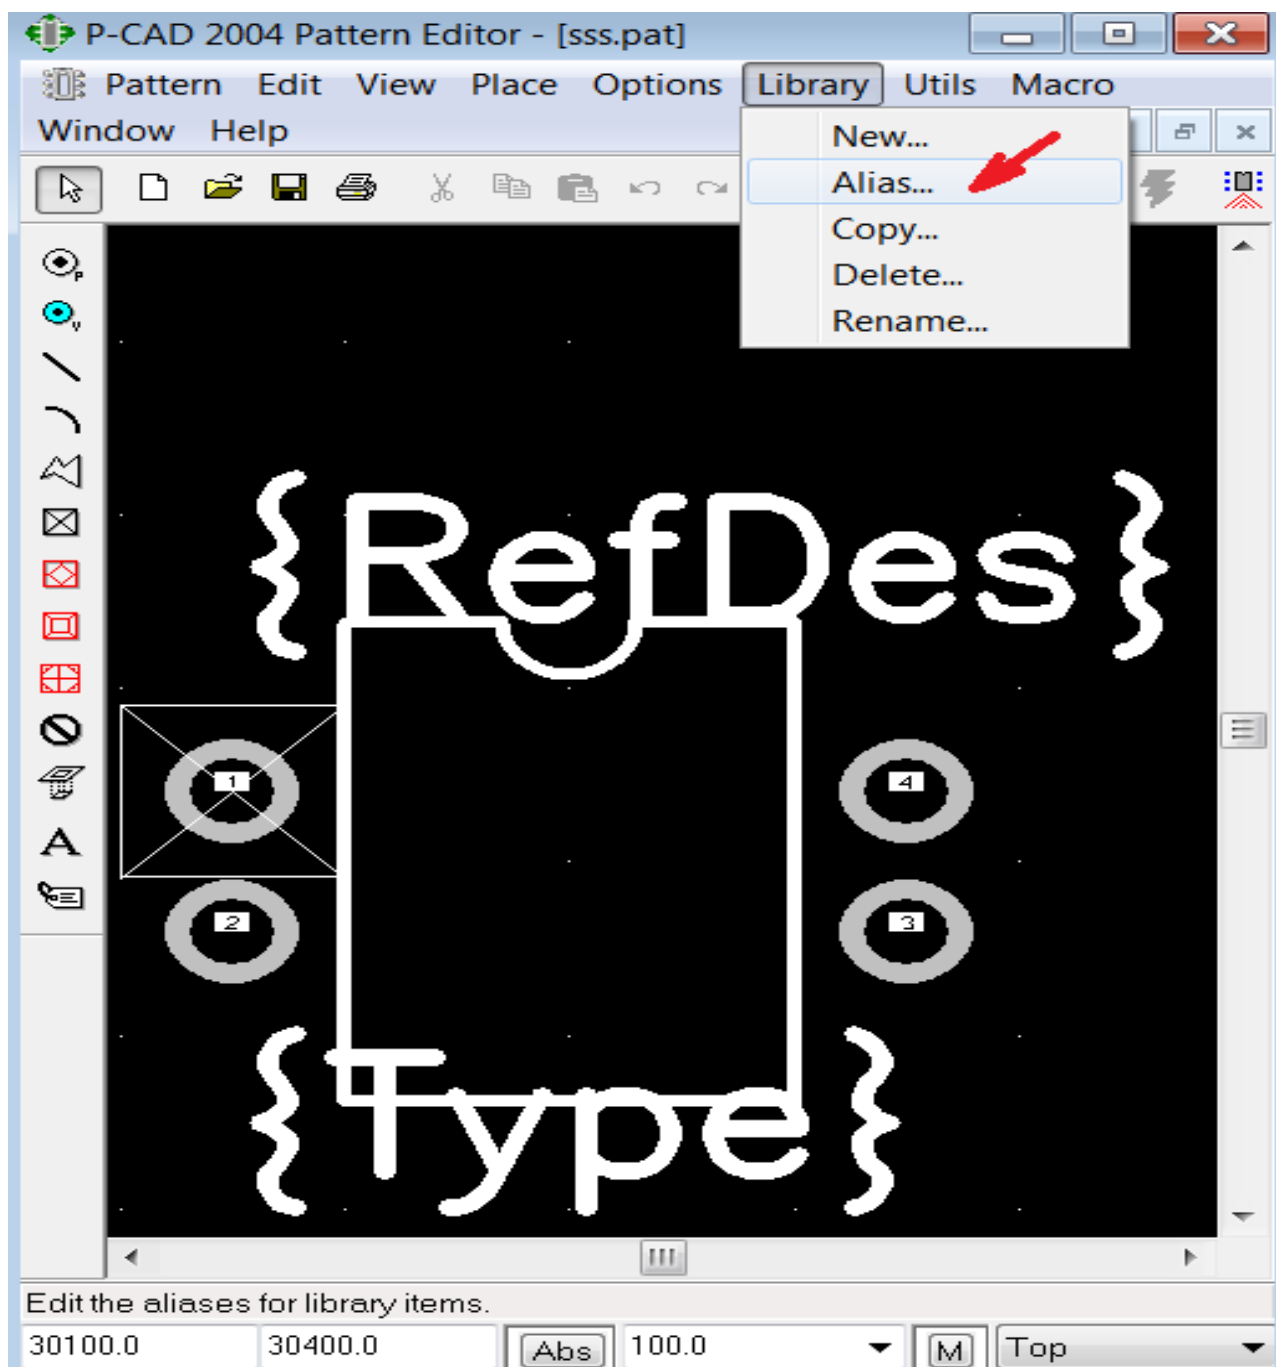 P-CAD 2004 Pattern Editor - [sss.pat]
Pattern Edit View Place Options Library Utils Macro
Window Help
New...
Alias...
Copy...
Delete...
Rename...
{RefDes}
1
4
2
3
{Type}
Edit the aliases for library items.
30100.0 30400.0 Abs 100.0 M Top